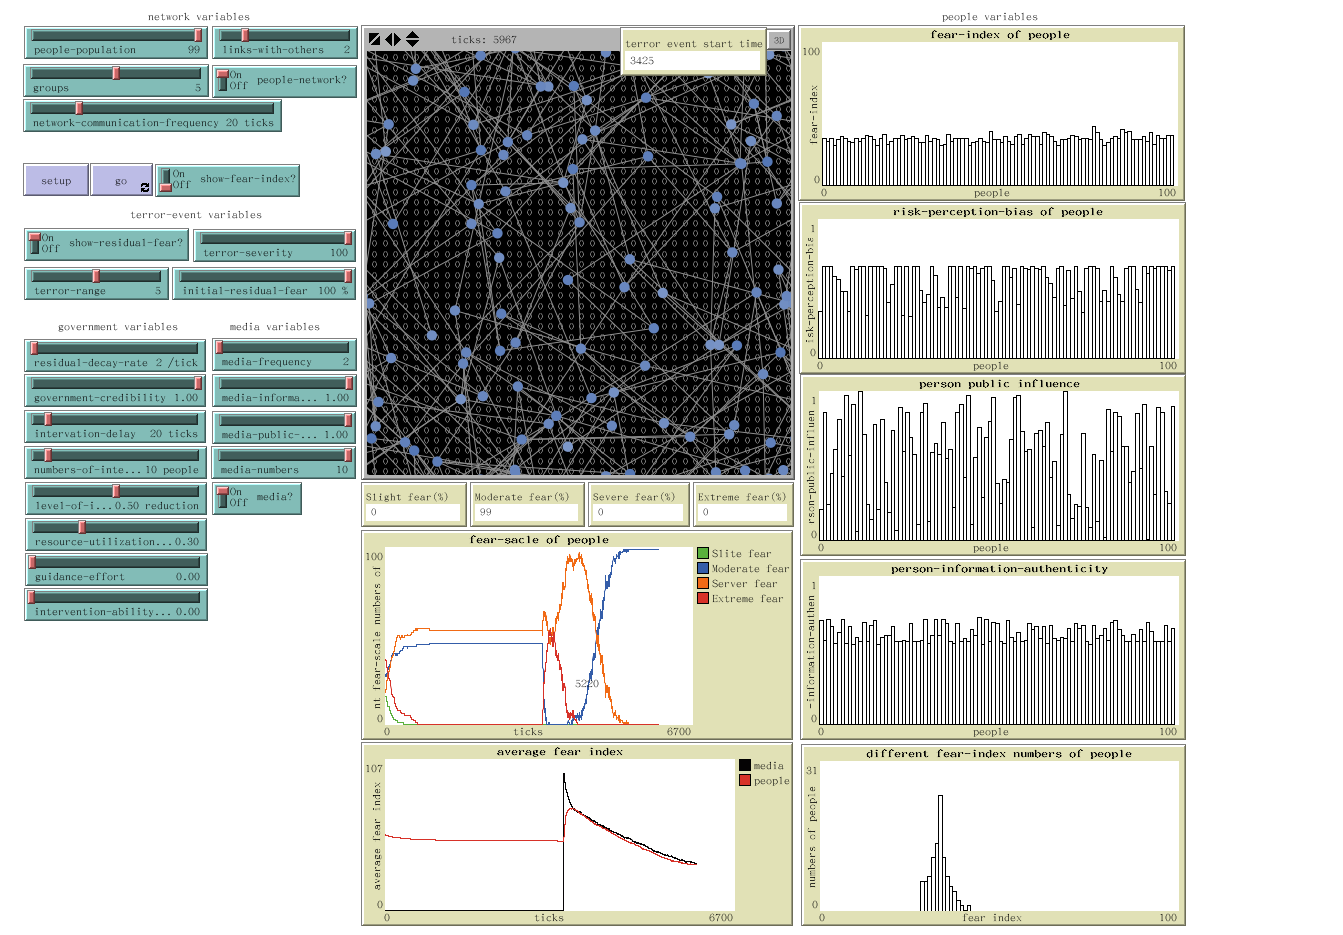 network variables
people-population 99
links-with-others 2
groups 5
On
Off
people-network?
network-communication-frequency 20 ticks
setup
go
On
Off
show-fear-index?
terror-event variables
On
Off
show-residual-fear?
terror-severity 100
terror-range 5
initial-residual-fear 100 %
government variables
media variables
residual-decay-rate 2 /tick
media-frequency 2
government-credibility 1.00
media-informa... 1.00
intervation-delay 20 ticks
media-public-... 1.00
numbers-of-inte... 10 people
media-numbers 10
level-of-i... 0.50 reduction
On
Off
media?
resource-utilization... 0.30
guidance-effort 0.00
intervention-ability... 0.00
ticks: 5967
terror event start time
3425
3D
Slight fear(%)
0
Moderate fear(%)
99
Severe fear(%)
0
Extreme fear(%)
0
fear-sacle of people
100
nt fear-scale numbers of
0
5220
ticks
6700
Slite fear
Moderate fear
Server fear
Extreme fear
average fear index
107
average fear index
0
0
ticks
6700
media
people
people variables
fear-index of people
100
fear-index
0
0
people
100
risk-perception-bias of people
1
isk-perception-bis
0
0
people
100
person public influence
1
rson-public-influen
0
0
people
100
person-information-authenticity
1
-information-authen
0
0
people
100
different fear-index numbers of people
31
numbers of people
0
0
fear index
100